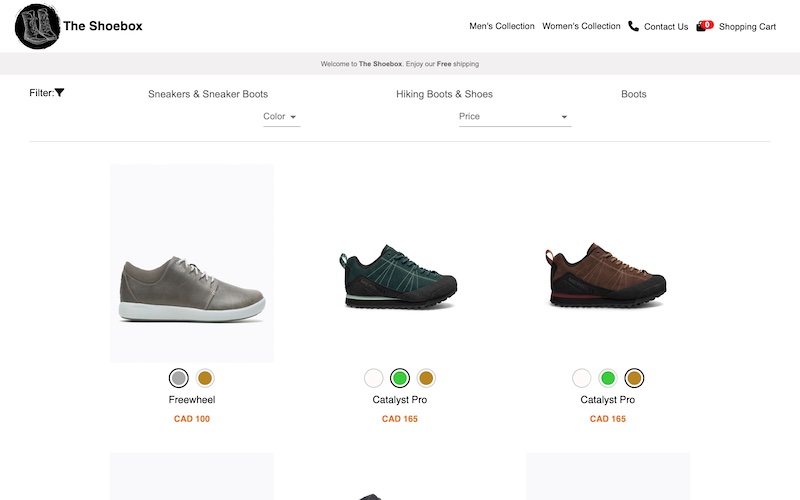 The Shoebox
Men's Collection
Women's Collection
Contact Us
0
Shopping Cart
Welcome to The Shoebox. Enjoy our Free shipping
Filter:
Sneakers & Sneaker Boots
Hiking Boots & Shoes
Boots
Color
Price
Freewheel
CAD 100
Catalyst Pro
CAD 165
Catalyst Pro
CAD 165